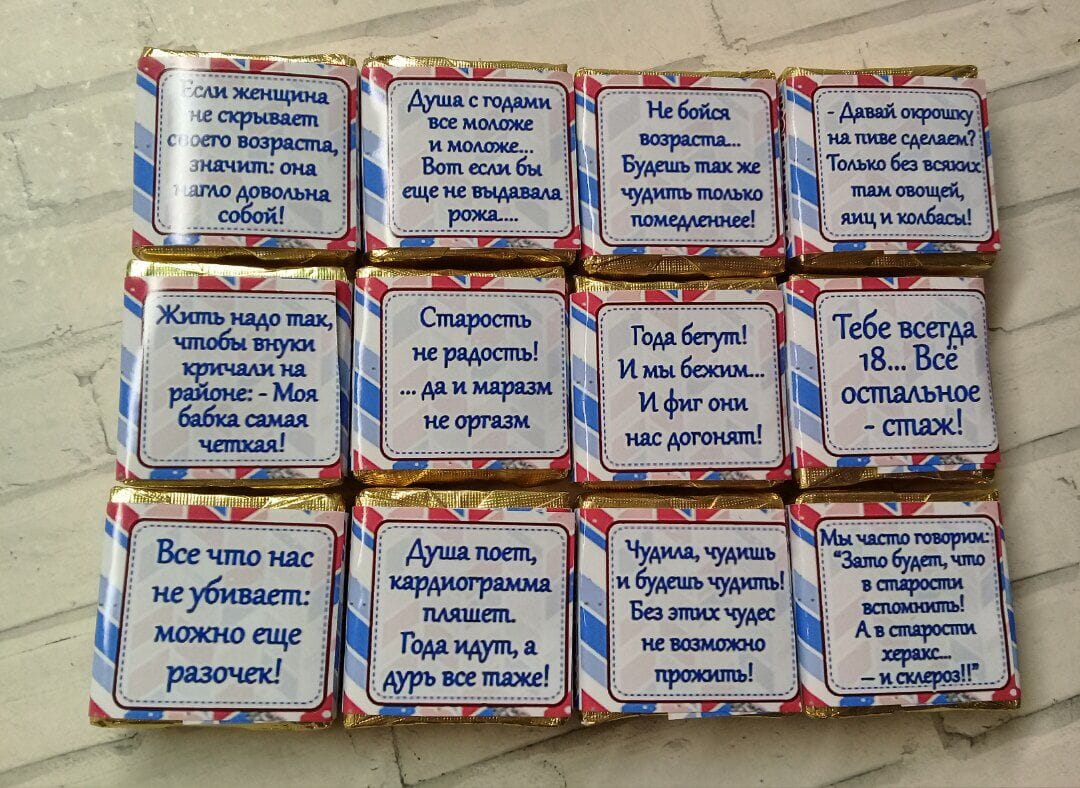 Если женщина
не скрывает
своего возраста,
значит: она
нагло довольна
собой!
Душа с годами
все моложе
и моложе...
Вот если бы
еще не выдавала
рожа....
Не бойся
возраста...
Будешь так же
чудить только
помедленнее!
- Давай окрошку
на пиве сделаем?
Только без всяких
там овощей,
яиц и колбасы!
Жить надо так,
чтобы внуки
кричали на
районе: - Моя
бабка самая
четкая!
Старость
не радость!
... да и маразм
не оргазм
Года бегут!
И мы бежим...
И фиг они
нас догонят!
Тебе всегда
18... Всё
остальное
- стаж!
Все что нас
не убивает:
можно еще
разочек!
Душа поет,
кардиограмма
пляшет.
Года идут, а
дурь все таже!
Чудила, чудишь
и будешь чудить!
Без этих чудес
не возможно
прожить!
Мы часто говорим:
“Зато будет, что
в старости
вспомнить!
А в старости
херакс...
– и склероз!!”